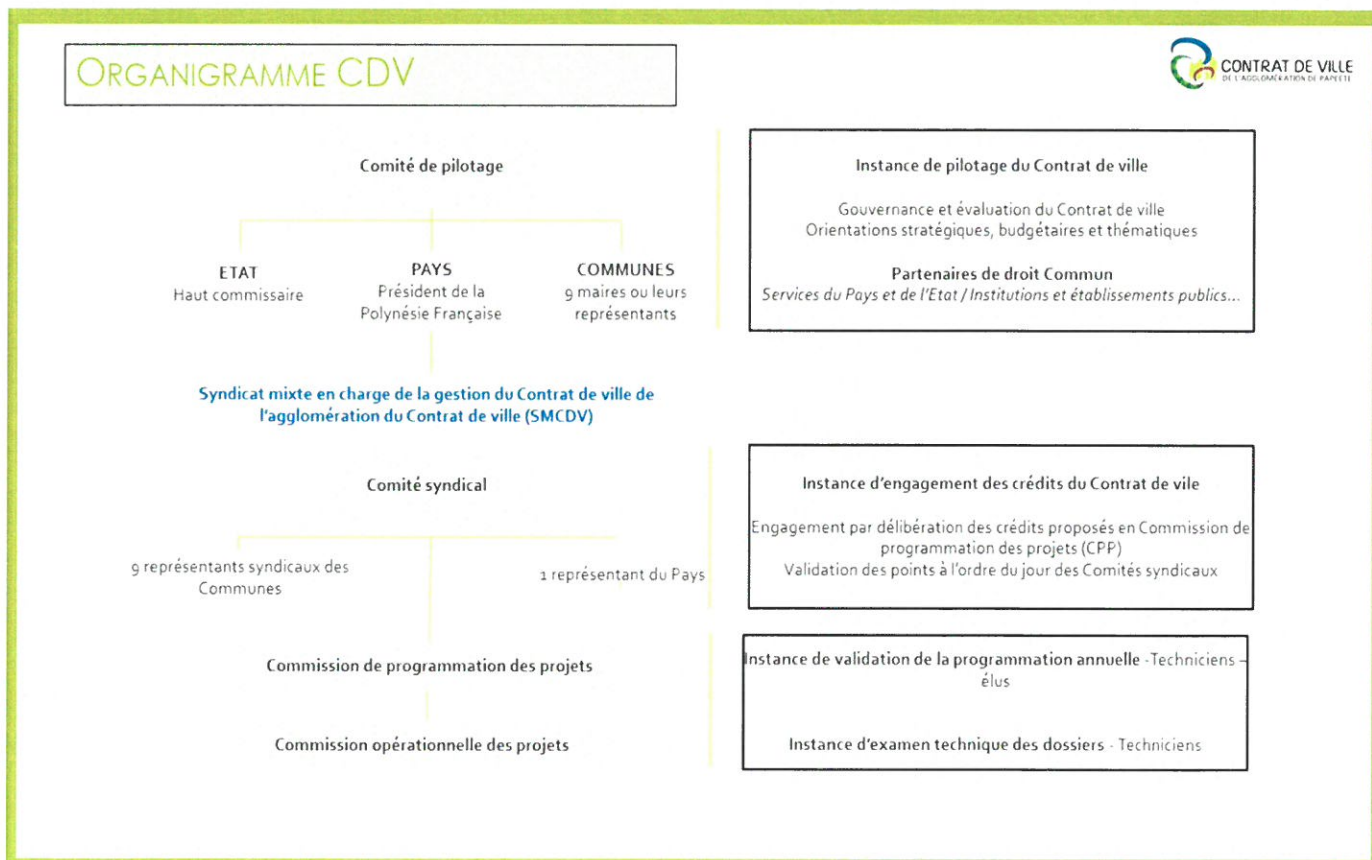 ORGANIGRAMME CDV
CONTRAT DE VILLE
DE L'AGGLOMÉRATION DE PAPEETE
Comité de pilotage
ETAT
Haut commissaire
PAYS
Président de la
Polynésie Française
COMMUNES
9 maires ou leurs
représentants
Instance de pilotage du Contrat de ville
Gouvernance et évaluation du Contrat de ville
Orientations stratégiques, budgétaires et thématiques
Partenaires de droit Commun
Services du Pays et de l'Etat / Institutions et établissements publics...
Syndicat mixte en charge de la gestion du Contrat de ville de
l'agglomération du Contrat de ville (SMCDV)
Comité syndical
9 représentants syndicaux des
Communes
1 représentant du Pays
Instance d'engagement des crédits du Contrat de vile
Engagement par délibération des crédits proposés en Commission de
programmation des projets (CPP)
Validation des points à l'ordre du jour des Comités syndicaux
Commission de programmation des projets
Instance de validation de la programmation annuelle -Techniciens –
élus
Commission opérationnelle des projets
Instance d'examen technique des dossiers - Techniciens